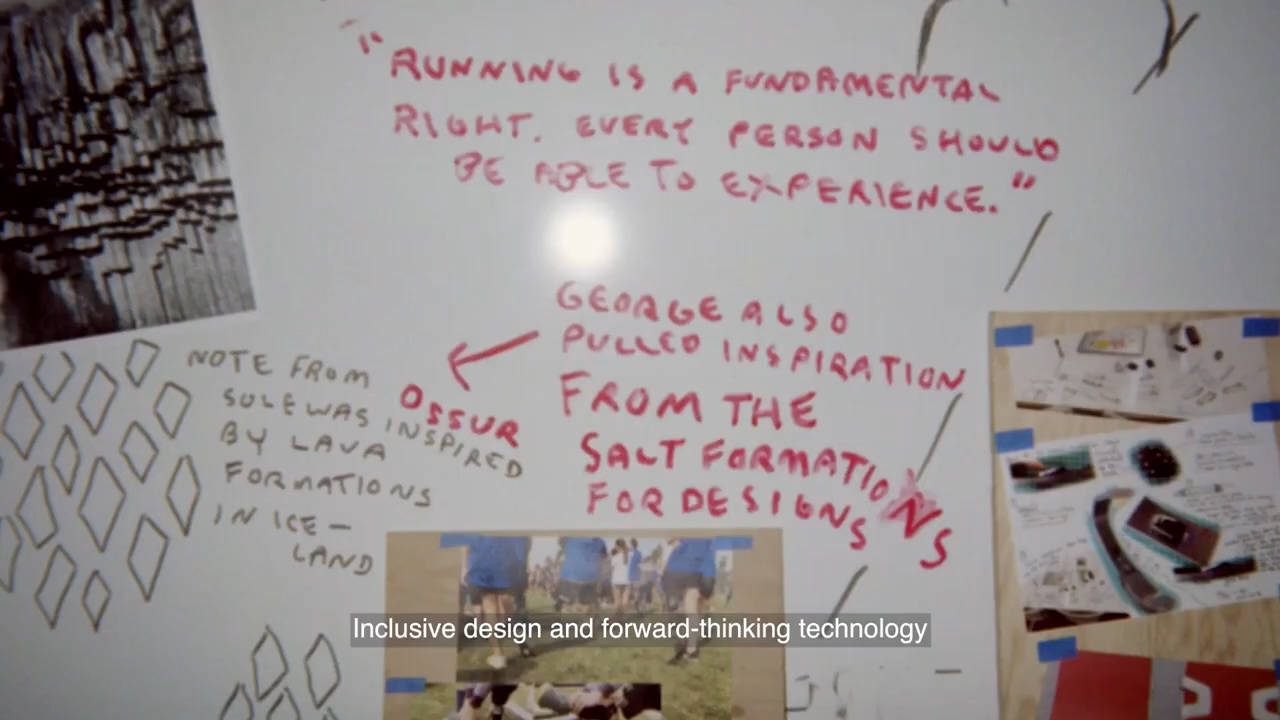 "RUNNING IS A FUNDAMENTAL
RIGHT. EVERY PERSON SHOULD
BE ABLE TO EXPERIENCE."
GEORGE ALSO
PULLED INSPIRATION
FROM THE
SALT FORMATIONS
FOR DESIGNS
NOTE FROM
OSSUR
SOLE WAS INSPIRED
BY LAVA
FORMATIONS
IN ICE-
LAND
Inclusive design and forward-thinking technology